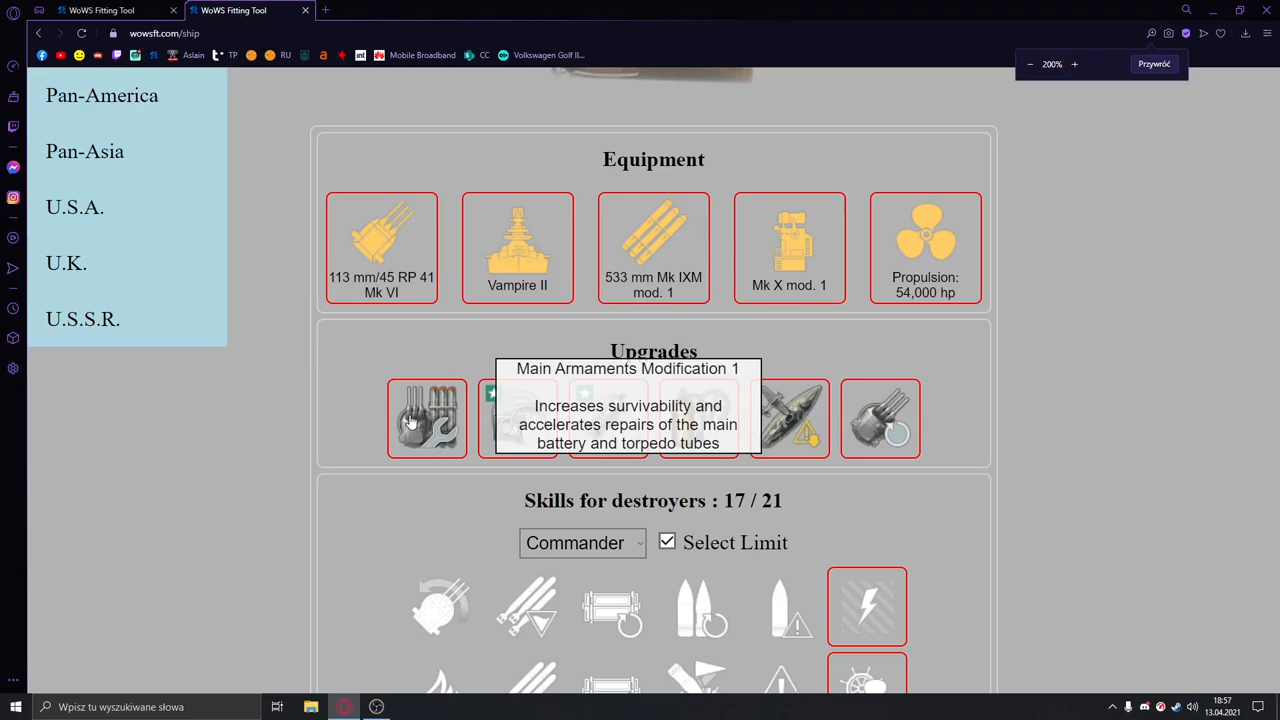 WoWS Fitting Tool
WoWS Fitting Tool
wowsft.com/ship
Aslain
TP
RU
Mobile Broadband
CC
Volkswagen Golf II...
200%
Przywróć
Pan-America
Pan-Asia
U.S.A.
U.K.
U.S.S.R.
Equipment
113 mm/45 RP 41
Mk VI
Vampire II
533 mm Mk IXM
mod. 1
Mk X mod. 1
Propulsion:
54,000 hp
Upgrades
Main Armaments Modification 1
Increases survivability and
accelerates repairs of the main
battery and torpedo tubes
Skills for destroyers : 17 / 21
Commander
Select Limit
Wpisz tu wyszukiwane słowa
18:57
13.04.2021